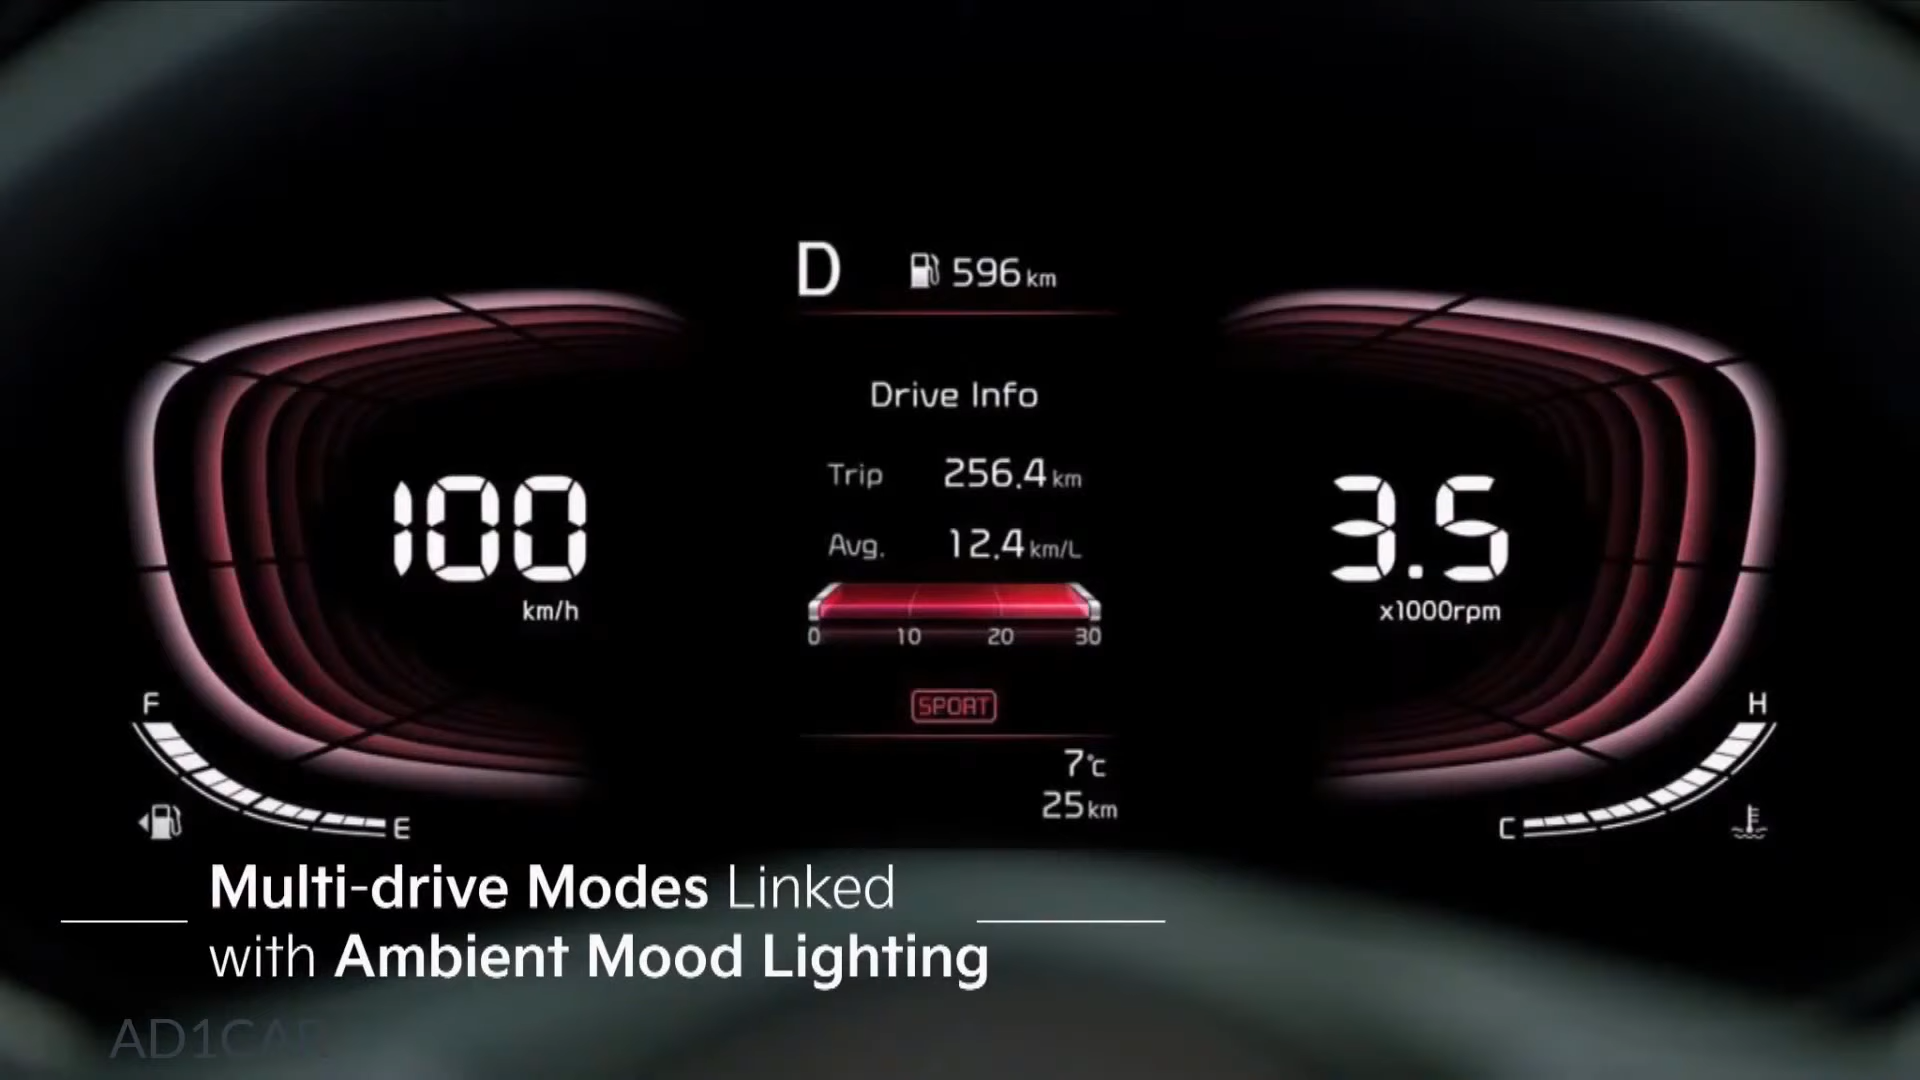 D 596 km
Drive Info
Trip 256.4 km
Avg. 12.4 km/L
0 10 20 30
SPORT
7°C
25 km
100
km/h
3.5
x1000rpm
F
E
H
C
Multi-drive Modes Linked
with Ambient Mood Lighting
AD1CAR